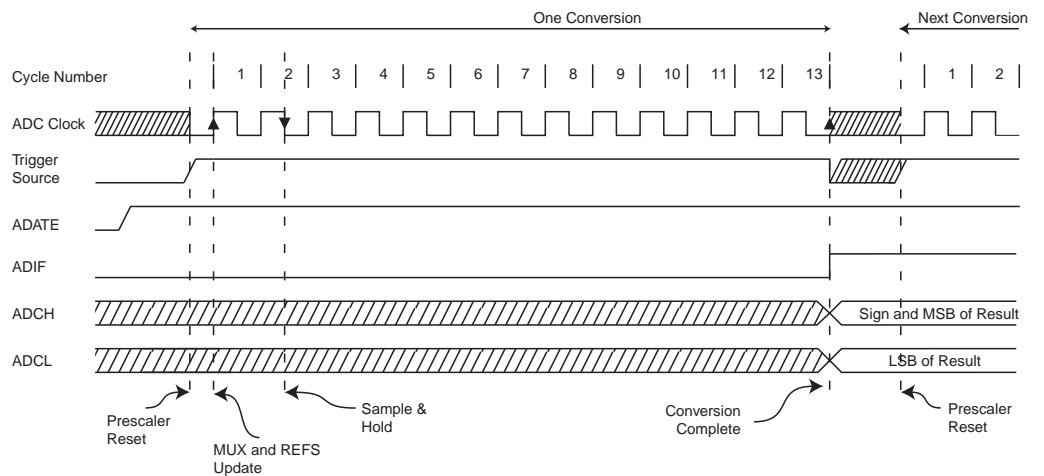 One Conversion
Next Conversion
Cycle Number
1 2 3 4 5 6 7 8 9 10 11 12 13 1 2
ADC Clock
Trigger
Source
ADATE
ADIF
ADCH
Sign and MSB of Result
ADCL
LSB of Result
Prescaler
Reset
MUX and REFS
Update
Sample &
Hold
Conversion
Complete
Prescaler
Reset